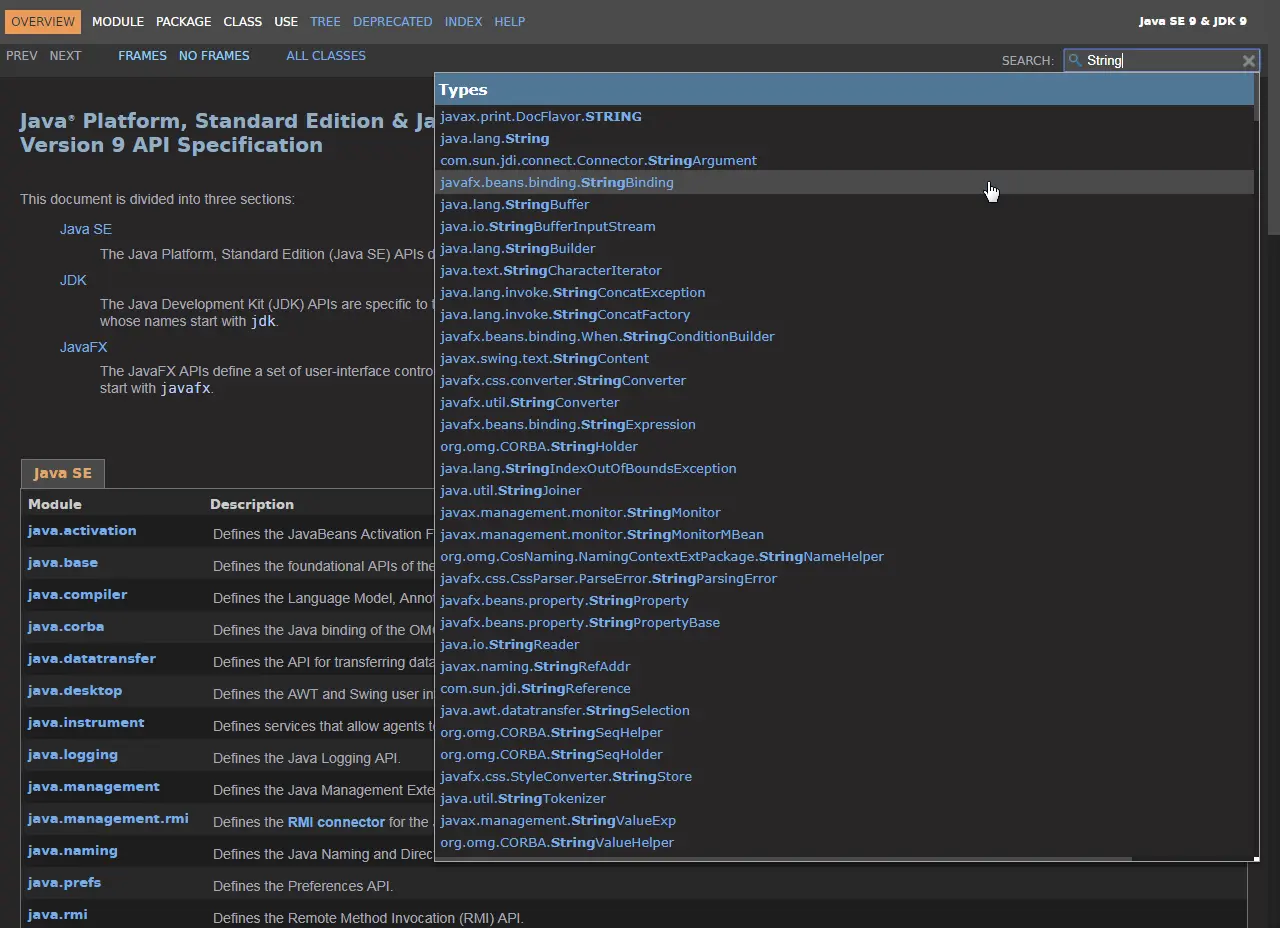 OVERVIEW MODULE PACKAGE CLASS USE TREE DEPRECATED INDEX HELP Java SE 9 & JDK 9
PREV NEXT FRAMES NO FRAMES ALL CLASSES SEARCH: String
Java® Platform, Standard Edition & Ja
Version 9 API Specification
This document is divided into three sections:
Java SE
The Java Platform, Standard Edition (Java SE) APIs d
JDK
The Java Development Kit (JDK) APIs are specific to t
whose names start with jdk.
JavaFX
The JavaFX APIs define a set of user-interface contro
start with javafx.
Java SE
Module Description
java.activation Defines the JavaBeans Activation F
java.base Defines the foundational APIs of the
java.compiler Defines the Language Model, Anno
java.corba Defines the Java binding of the OM
java.datatransfer Defines the API for transferring data
java.desktop Defines the AWT and Swing user in
java.instrument Defines services that allow agents t
java.logging Defines the Java Logging API.
java.management Defines the Java Management Exte
java.management.rmi Defines the RMI connector for the
java.naming Defines the Java Naming and Direc
java.prefs Defines the Preferences API.
java.rmi Defines the Remote Method Invocation (RMI) API.
Types
javax.print.DocFlavor.STRING
java.lang.String
com.sun.jdi.connect.Connector.StringArgument
javafx.beans.binding.StringBinding
java.lang.StringBuffer
java.io.StringBufferInputStream
java.lang.StringBuilder
java.text.StringCharacterIterator
java.lang.invoke.StringConcatException
java.lang.invoke.StringConcatFactory
javafx.beans.binding.When.StringConditionBuilder
javax.swing.text.StringContent
javafx.css.converter.StringConverter
javafx.util.StringConverter
javafx.beans.binding.StringExpression
org.omg.CORBA.StringHolder
java.lang.StringIndexOutOfBoundsException
java.util.StringJoiner
javax.management.monitor.StringMonitor
javax.management.monitor.StringMonitorMBean
org.omg.CosNaming.NamingContextExtPackage.StringNameHelper
javafx.css.CssParser.ParseError.StringParsingError
javafx.beans.property.StringProperty
javafx.beans.property.StringPropertyBase
java.io.StringReader
javax.naming.StringRefAddr
com.sun.jdi.StringReference
java.awt.datatransfer.StringSelection
org.omg.CORBA.StringSeqHelper
org.omg.CORBA.StringSeqHolder
javafx.css.StyleConverter.StringStore
java.util.StringTokenizer
javax.management.StringValueExp
org.omg.CORBA.StringValueHelper